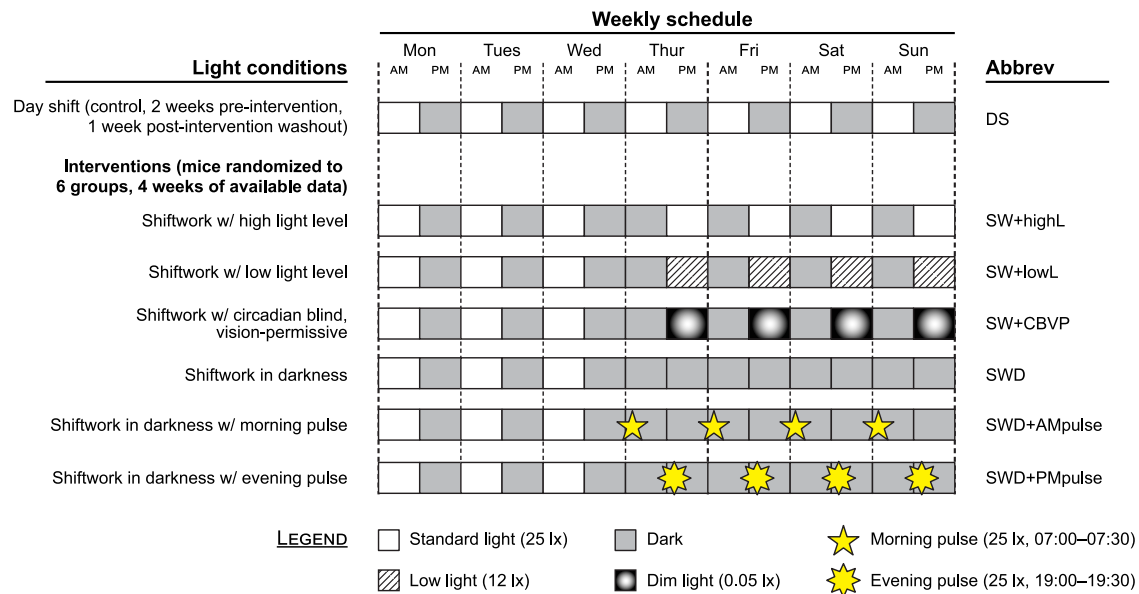 Weekly schedule
Mon Tues Wed Thur Fri Sat Sun
Light conditions AM PM AM PM AM PM AM PM AM PM AM PM AM PM Abbrev
Day shift (control, 2 weeks pre-intervention,
1 week post-intervention washout) DS
Interventions (mice randomized to
6 groups, 4 weeks of available data)
Shiftwork w/ high light level SW+highL
Shiftwork w/ low light level SW+lowL
Shiftwork w/ circadian blind,
vision-permissive SW+CBVP
Shiftwork in darkness SWD
Shiftwork in darkness w/ morning pulse SWD+AMpulse
Shiftwork in darkness w/ evening pulse SWD+PMpulse
LEGEND Standard light (25 lx) Dark Morning pulse (25 lx, 07:00–07:30)
Low light (12 lx) Dim light (0.05 lx) Evening pulse (25 lx, 19:00–19:30)